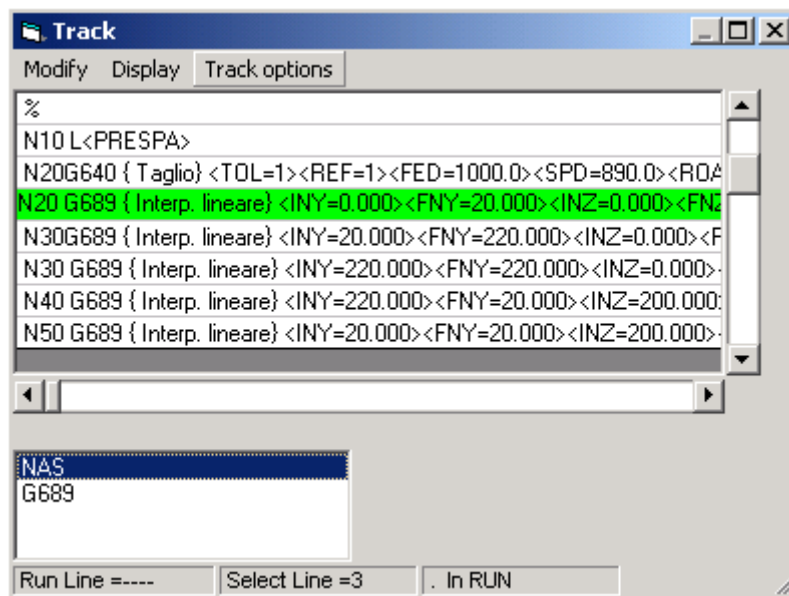 Track
Modify Display Track options
%
N10 L<PRESPA>
N20G640 { Taglio} <TOL=1><REF=1><FED=1000.0><SPD=890.0><ROA
N20 G689 { Interp. lineare} <INY=0.000><FNY=20.000><INZ=0.000><FNZ
N30G689 { Interp. lineare} <INY=20.000><FNY=220.000><INZ=0.000><F
N30 G689 { Interp. lineare} <INY=220.000><FNY=220.000><INZ=0.000>
N40 G689 { Interp. lineare} <INY=220.000><FNY=20.000><INZ=200.000>
N50 G689 { Interp. lineare} <INY=20.000><FNY=20.000><INZ=200.000>
NAS
G689
Run Line =----
Select Line =3
. In RUN